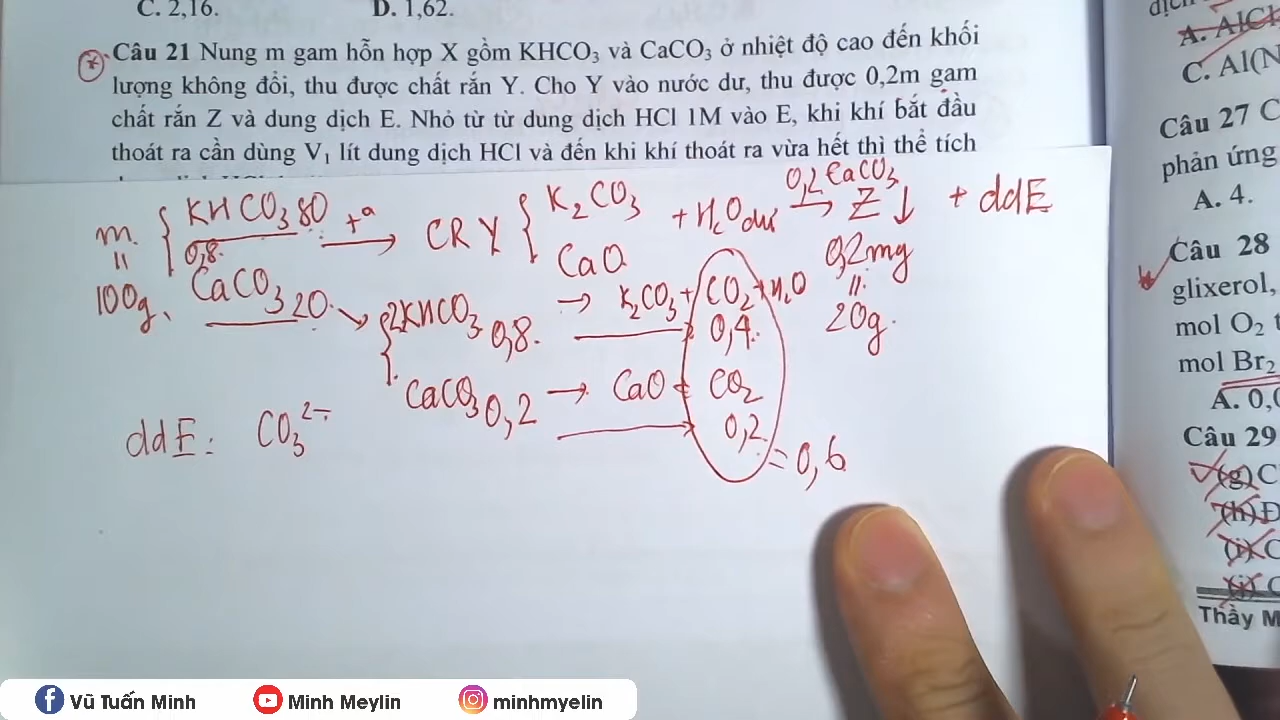 C. 2,16. D. 1,62.
Câu 21 Nung m gam hỗn hợp X gồm KHCO₃ và CaCO₃ ở nhiệt độ cao đến khối
lượng không đổi, thu được chất rắn Y. Cho Y vào nước dư, thu được 0,2m gam
chất rắn Z và dung dịch E. Nhỏ từ từ dung dịch HCl 1M vào E, khi khí bắt đầu
thoát ra cần dùng V₁ lít dung dịch HCl và đến khi khí thoát ra vừa hết thì thể tích
m { KHCO₃ 80 +t° → CR Y { K₂CO₃ + H₂O dư → Z ↓ + ddE
0,2 CaCO₃
0,8
CaO
0,2mg
=
100g
CaCO₃ 20
=
20g
2KHCO₃ 0,8 → K₂CO₃ + CO₂ + H₂O
0,4
CaCO₃ 0,2 → CaO + CO₂
0,2
= 0,6
ddE: CO₃²⁻
A. AlCl
C. Al(N
Câu 27 C
phản ứng
A. 4.
Câu 28
glixerol,
mol O₂ t
mol Br₂
A. 0,0
Câu 29
(g) C
(h) Đ
(i) C
(j) C
Thầy M
Vũ Tuấn Minh Minh Meylin minhmyelin